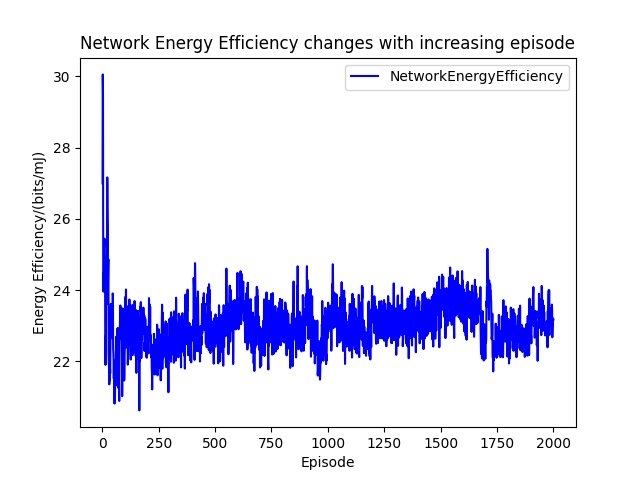 Network Energy Efficiency changes with increasing episode
NetworkEnergyEfficiency
Energy Efficiency/(bits/mJ)
30
28
26
24
22
0 250 500 750 1000 1250 1500 1750 2000
Episode